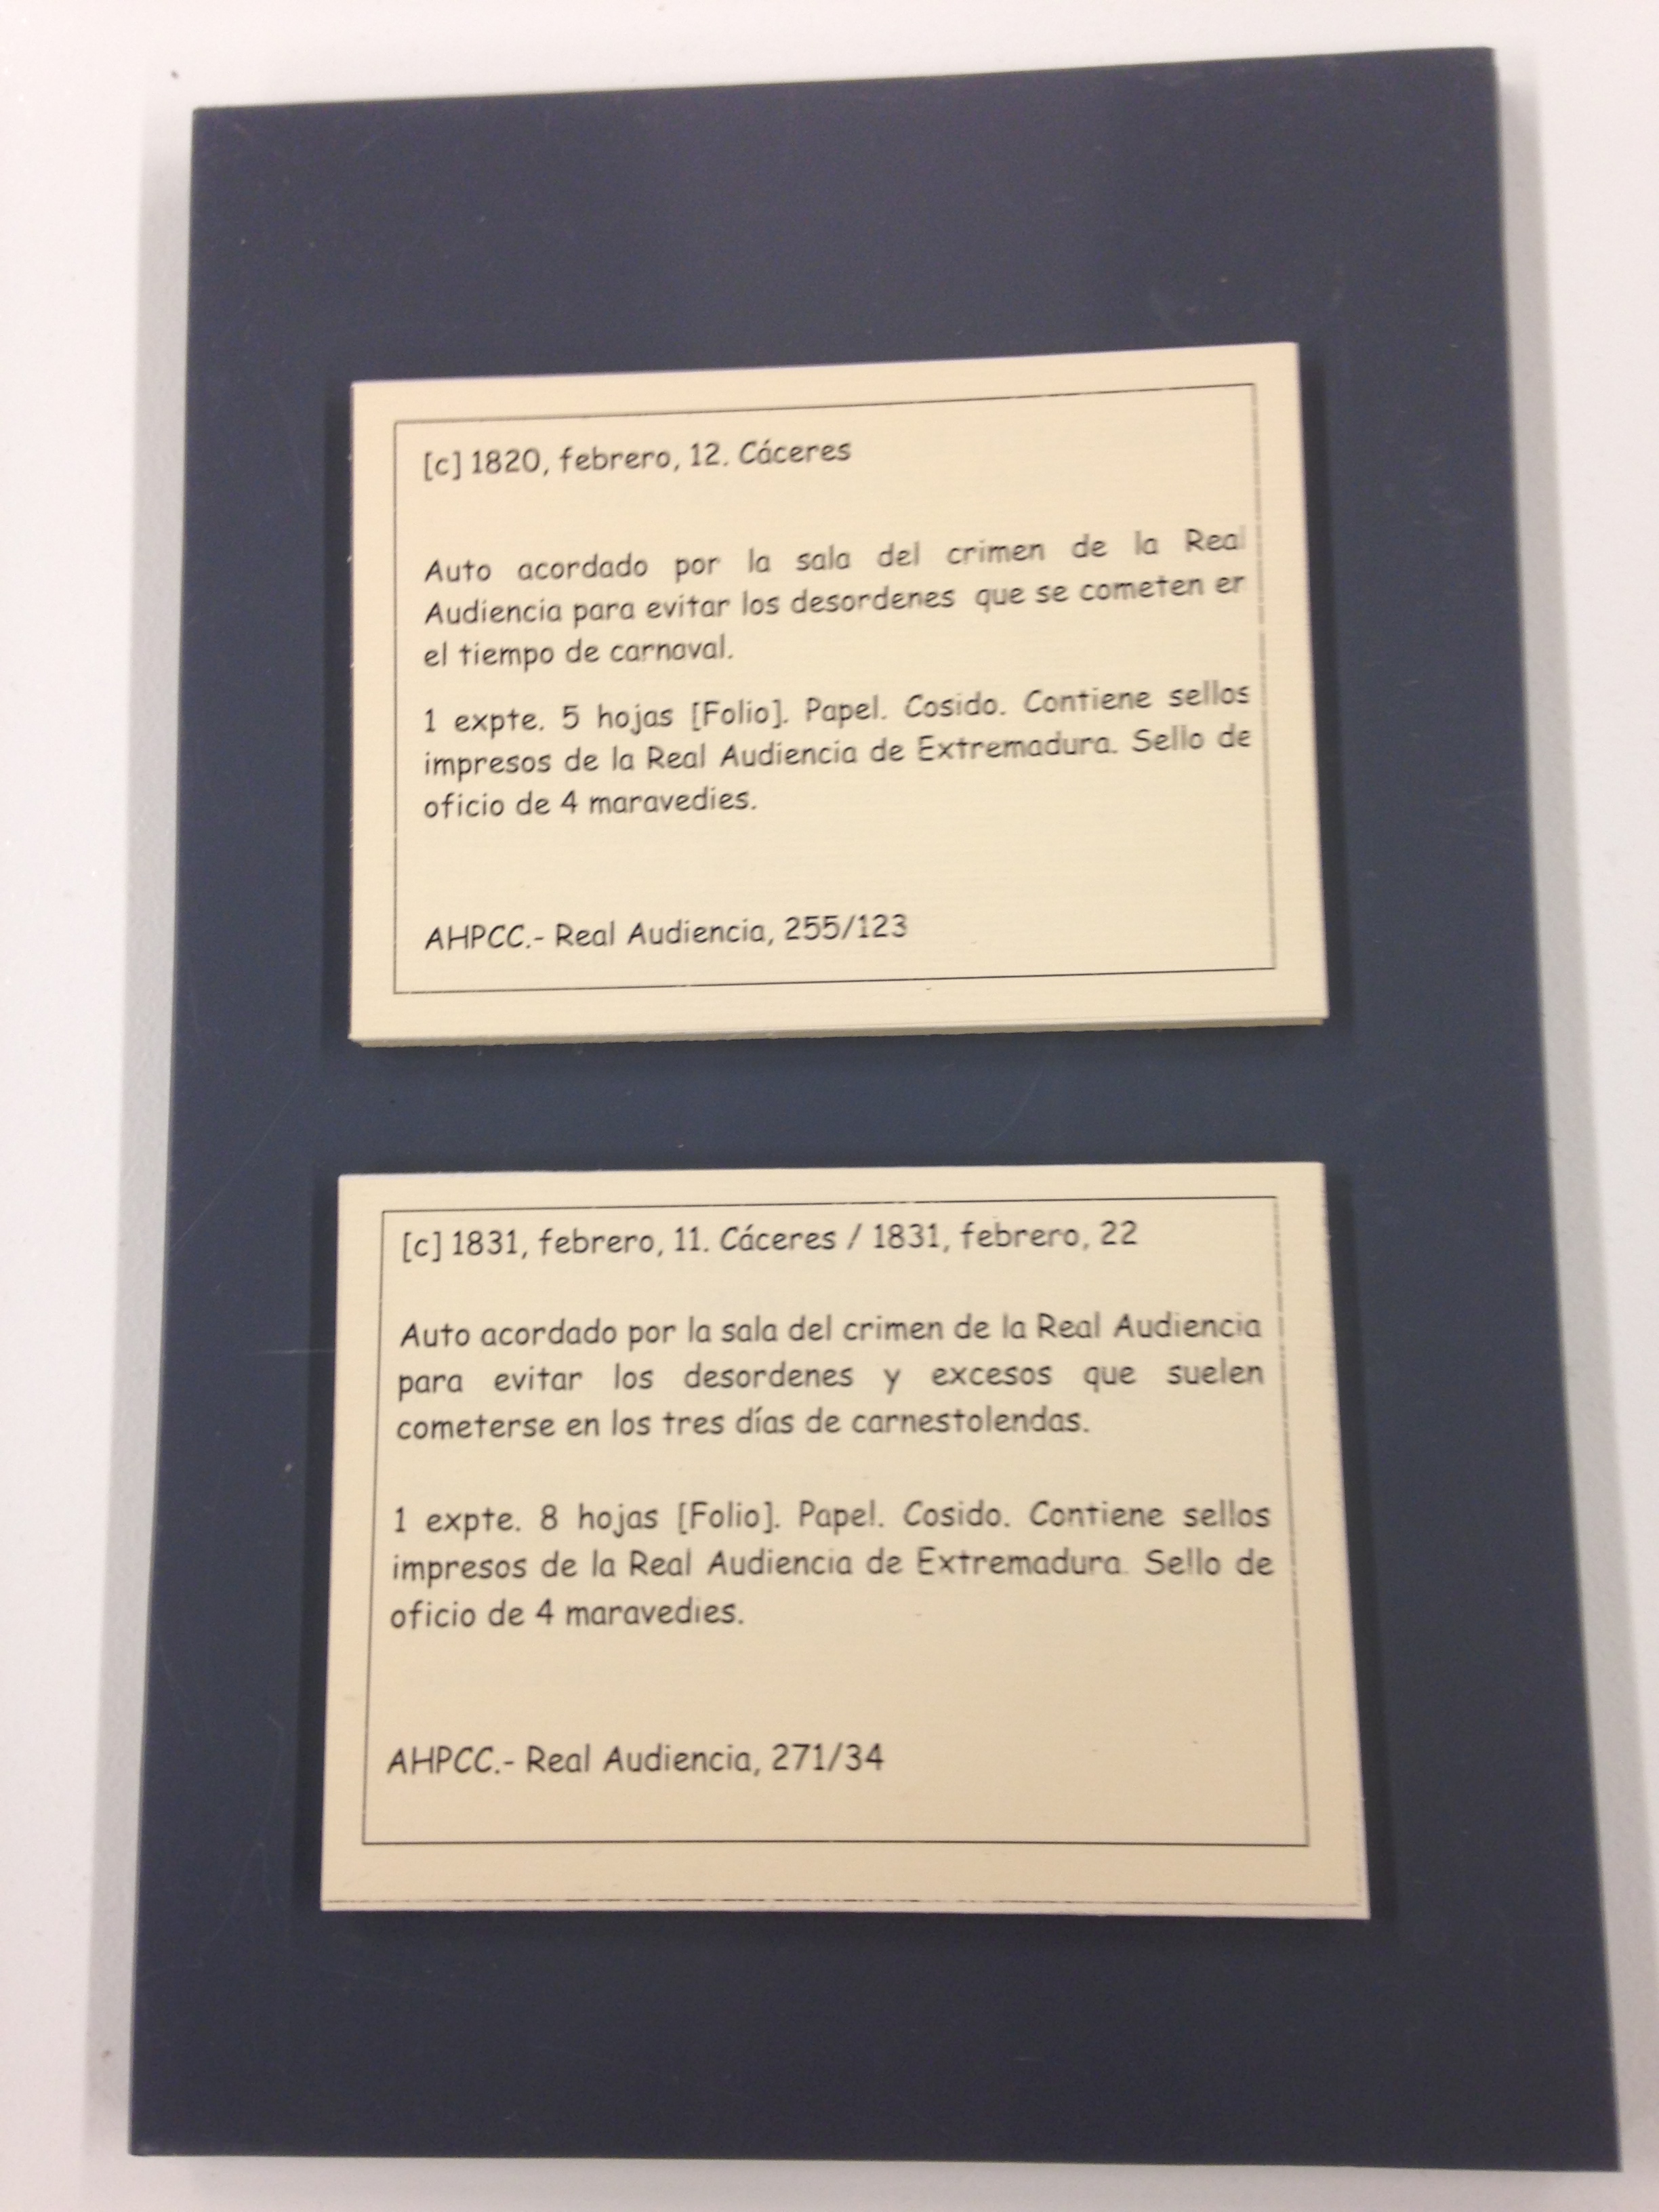 [c] 1820, febrero, 12. Cáceres
Auto acordado por la sala del crimen de la Real
Audiencia para evitar los desordenes que se cometen en
el tiempo de carnaval.
1 expte. 5 hojas [Folio]. Papel. Cosido. Contiene sellos
impresos de la Real Audiencia de Extremadura. Sello de
oficio de 4 maravedies.
AHPCC.- Real Audiencia, 255/123
[c] 1831, febrero, 11. Cáceres / 1831, febrero, 22
Auto acordado por la sala del crimen de la Real Audiencia
para evitar los desordenes y excesos que suelen
cometerse en los tres días de carnestolendas.
1 expte. 8 hojas [Folio]. Papel. Cosido. Contiene sellos
impresos de la Real Audiencia de Extremadura. Sello de
oficio de 4 maravedies.
AHPCC.- Real Audiencia, 271/34